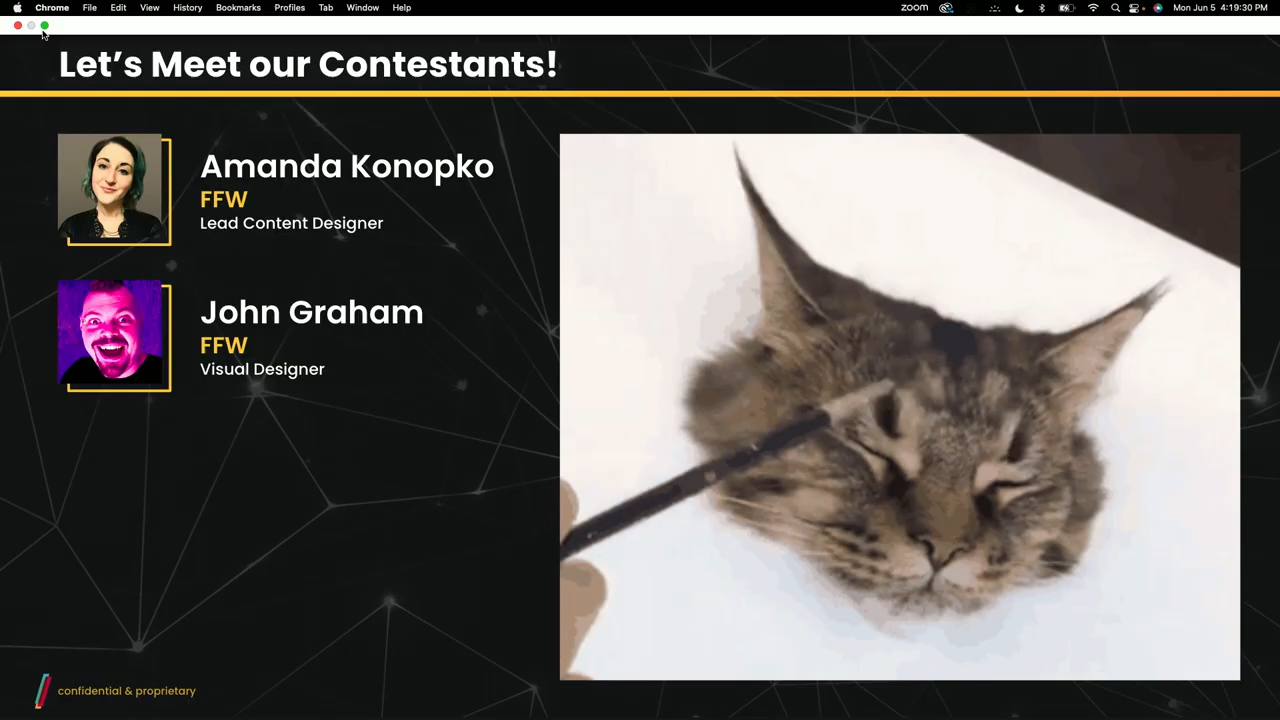 Chrome File Edit View History Bookmarks Profiles Tab Window Help zoom Mon Jun 5 4:19:30 PM
Let's Meet our Contestants!
Amanda Konopko
FFW
Lead Content Designer
John Graham
FFW
Visual Designer
confidential & proprietary